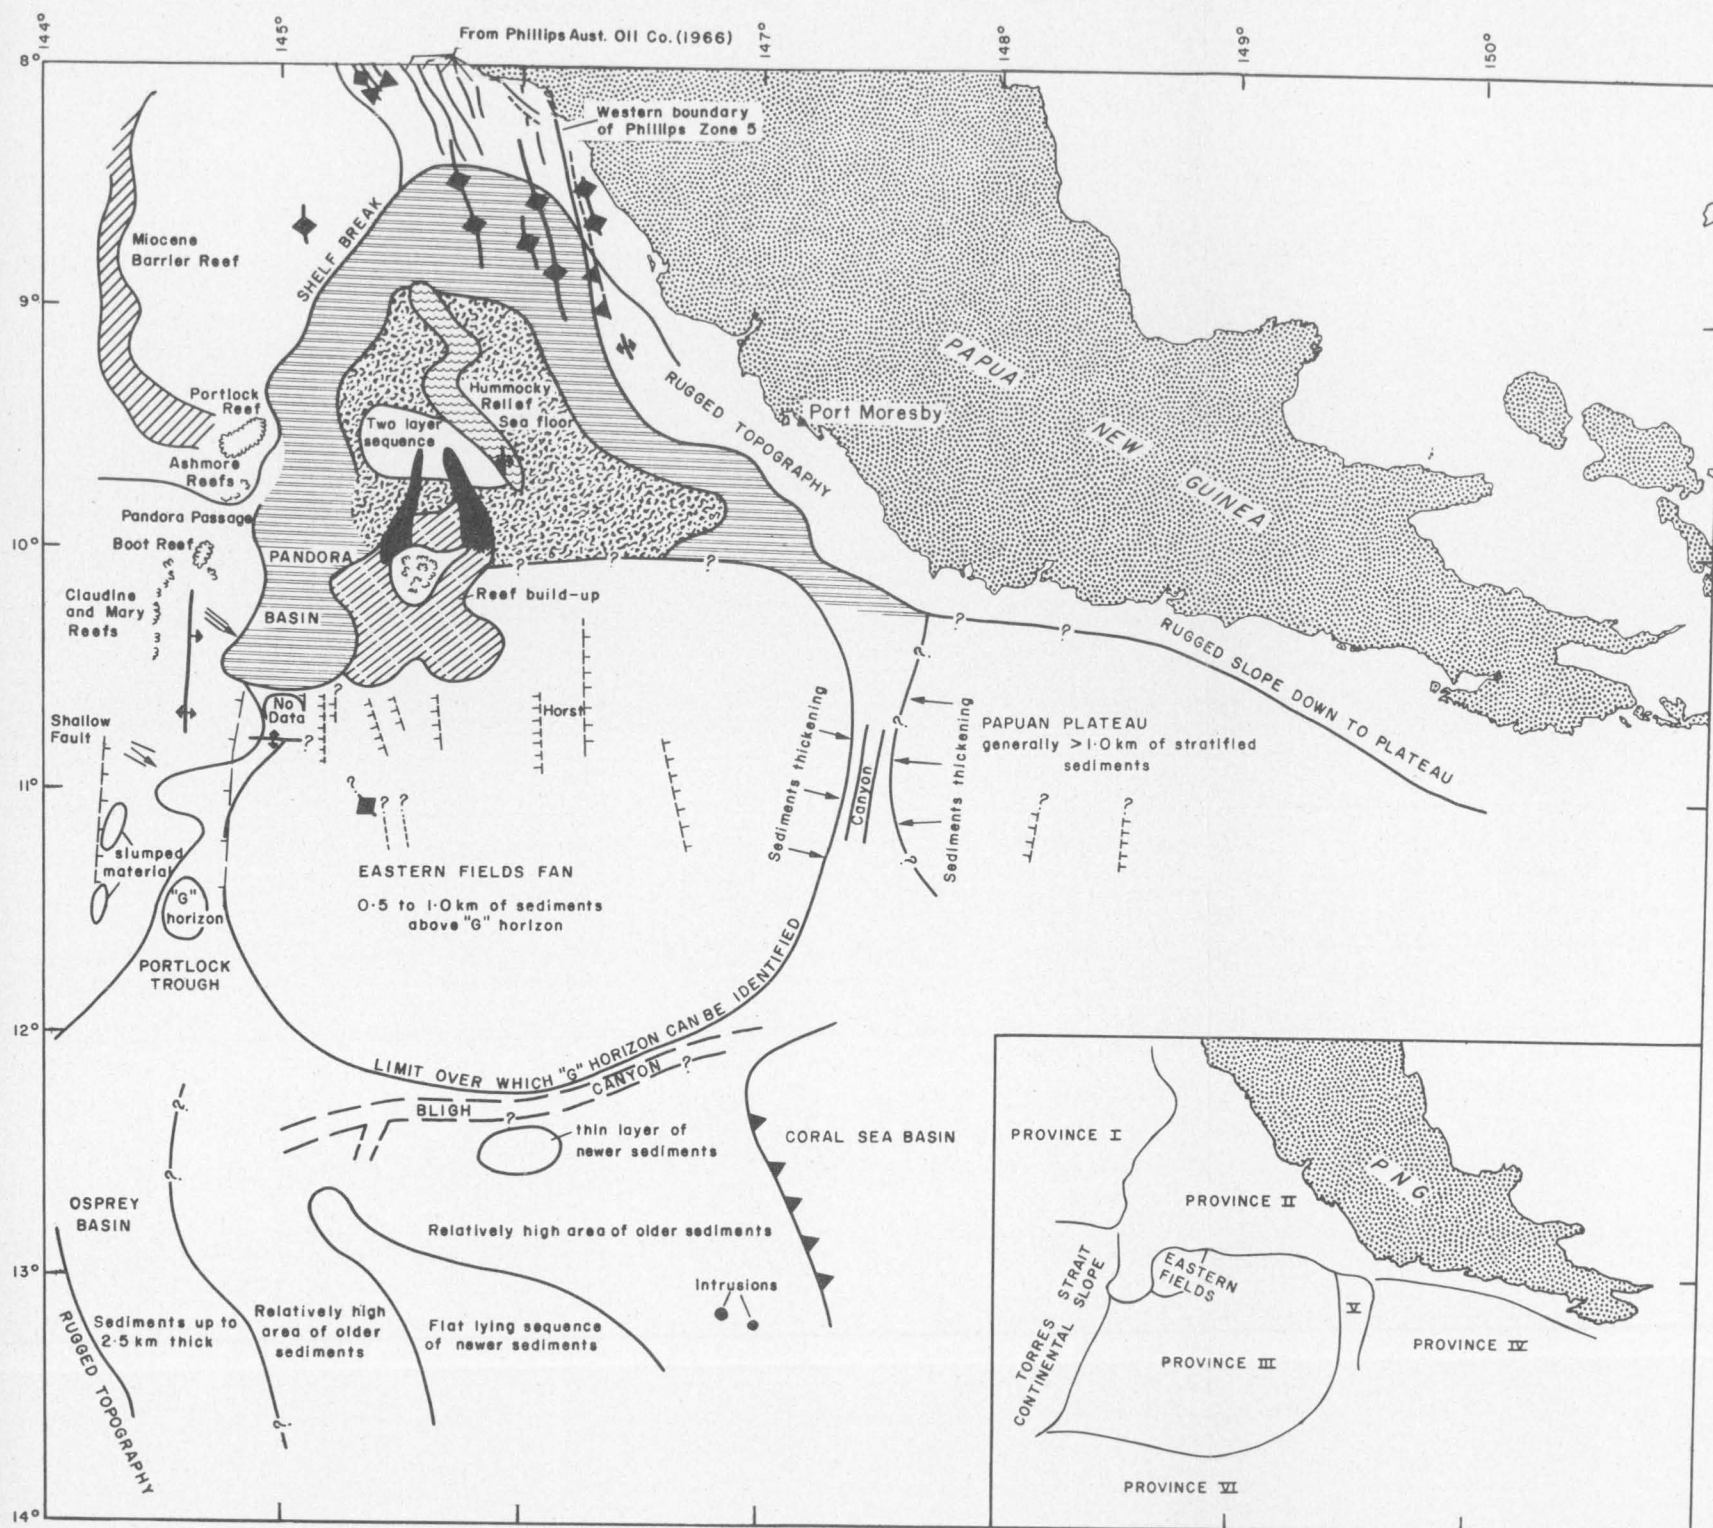 144°
145°
From Phillips Aust. Oil Co. (1966)
147°
148°
149°
150°
8°
Western boundary
of Phillips Zone 5
Miocene
Barrier Reef
SHELF BREAK
9°
PAPUA
NEW
GUINEA
Portlock
Reef
Hummocky
Relief
Sea floor
Two layer
sequence
RUGGED TOPOGRAPHY
Port Moresby
Ashmore
Reefs
Pandora Passage
Boot Reef
10°
PANDORA
BASIN
? ? ?
Claudine
and Mary
Reefs
Reef build-up
? ?
RUGGED SLOPE DOWN TO PLATEAU
?
No
Data
?
?
Horst
Shallow
Fault
Sediments thickening
Canyon
?
Sediments thickening
PAPUAN PLATEAU
generally >1·0 km of stratified
sediments
11°
? ? ?
? ?
?
slumped
material
EASTERN FIELDS FAN
0·5 to 1·0 km of sediments
above "G" horizon
"G"
horizon
PORTLOCK
TROUGH
12°
LIMIT OVER WHICH "G" HORIZON CAN BE IDENTIFIED
BLIGH
CANYON
? ?
?
?
thin layer of
newer sediments
CORAL SEA BASIN
OSPREY
BASIN
Relatively high area of older sediments
13°
Intrusions
Sediments up to
2·5 km thick
Relatively high
area of older
sediments
Flat lying sequence
of newer sediments
RUGGED TOPOGRAPHY
?
14°
PROVINCE I
PROVINCE II
PNG
EASTERN
FIELDS
TORRES STRAIT
CONTINENTAL SLOPE
V
PROVINCE III
PROVINCE IV
PROVINCE VI